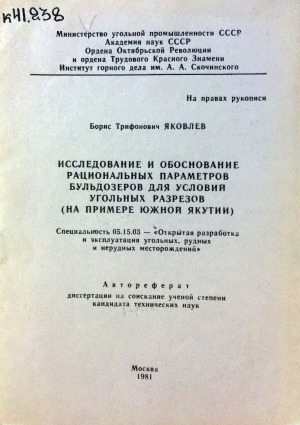 к41.238
Министерство угольной промышленности СССР
Академия наук СССР
Ордена Октябрьской Революции
и ордена Трудового Красного Знамени
Институт горного дела им. А. А. Скочинского
На правах рукописи
Борис Трифонович ЯКОВЛЕВ
ИССЛЕДОВАНИЕ И ОБОСНОВАНИЕ
РАЦИОНАЛЬНЫХ ПАРАМЕТРОВ
БУЛЬДОЗЕРОВ ДЛЯ УСЛОВИЙ
УГОЛЬНЫХ РАЗРЕЗОВ
(НА ПРИМЕРЕ ЮЖНОЙ ЯКУТИИ)
Специальность 05.15.03 — «Открытая разработка
и эксплуатация угольных, рудных
и нерудных месторождений»
Автореферат
диссертации на соискание ученой степени
кандидата технических наук
Москва
1981